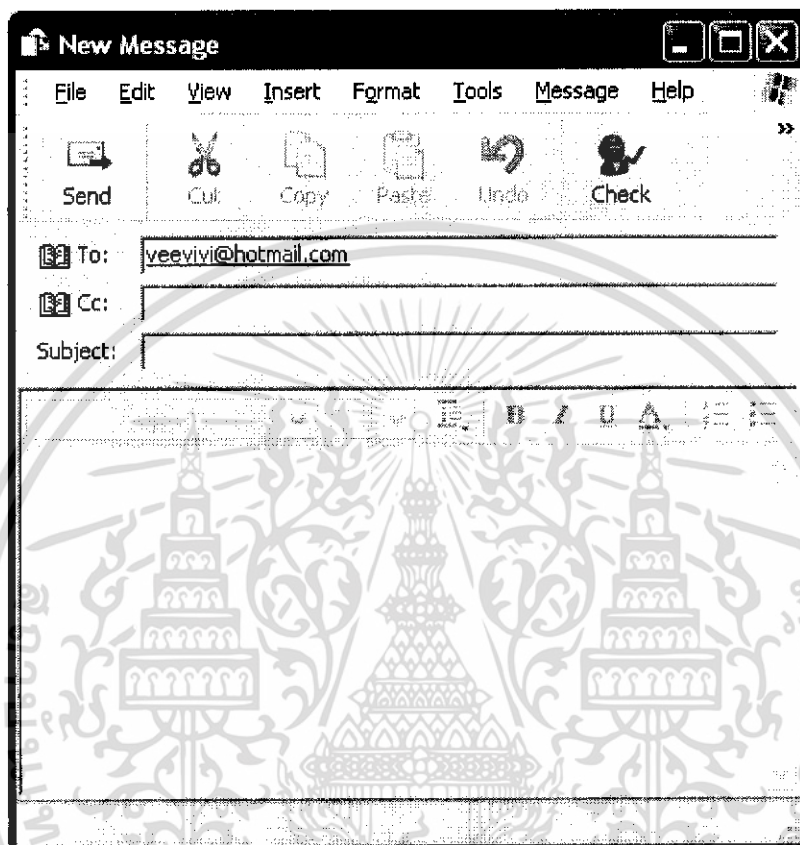 New Message
File Edit View Insert Format Tools Message Help
Send Cut Copy Paste Undo Check
To: veevivi@hotmail.com
Cc:
Subject:
B I U A